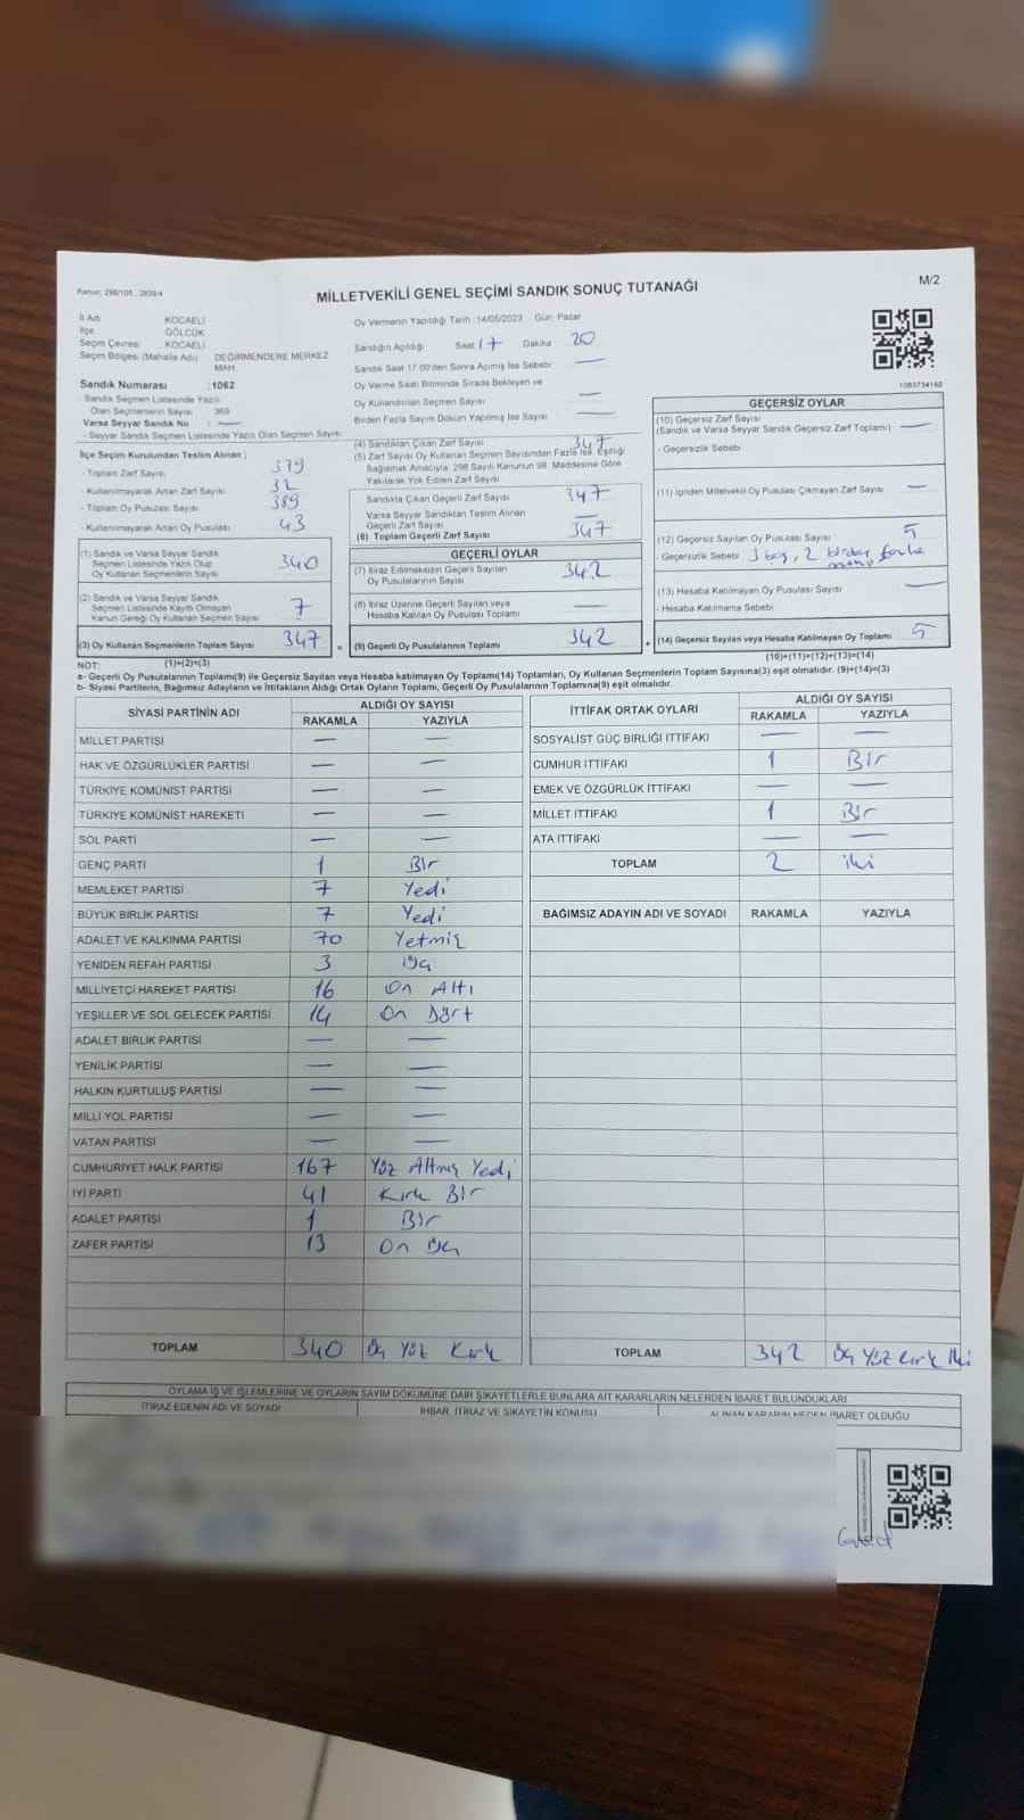 Kanun: 298/105 , 2839/4
M/2
MİLLETVEKİLİ GENEL SEÇİMİ SANDIK SONUÇ TUTANAĞI
İl Adı KOCAELİ
İlçe GÖLCÜK
Seçim Çevresi KOCAELİ
Seçim Bölgesi (Mahalle Adı) DEĞİRMENDERE MERKEZ MAH.
Sandık Numarası :1062
- Sandık Seçmen Listesinde Yazılı
Olan Seçmenlerin Sayısı 369
Varsa Seyyar Sandık No : —
- Seyyar Sandık Seçmen Listesinde Yazılı Olan Seçmen Sayısı
İlçe Seçim Kurulundan Teslim Alınan ;
- Toplam Zarf Sayısı 379
- Kullanılmayarak Artan Zarf Sayısı 32
- Toplam Oy Pusulası Sayısı 389
- Kullanılmayarak Artan Oy Pusulası 43
(1) Sandık ve Varsa Seyyar Sandık
Seçmen Listesinde Yazılı Olup
Oy Kullanan Seçmenlerin Sayısı 340
(2) Sandık ve Varsa Seyyar Sandık
Seçmen Listesinde Kayıtlı Olmayan
Kanun Gereği Oy Kullanan Seçmen Sayısı 7
(3) Oy Kullanan Seçmenlerin Toplam Sayısı 347
(1)+(2)=(3)
Oy Vermenin Yapıldığı Tarih :14/05/2023 Gün: Pazar
Sandığın Açıldığı Saat 17 Dakika 20
Sandık Saat 17:00'den Sonra Açılmış İse Sebebi —
Oy Verme Saati Bitiminde Sırada Bekleyen ve
Oy Kullandırılan Seçmen Sayısı —
Birden Fazla Sayım Döküm Yapılmış İse Sayısı —
(4) Sandıktan Çıkan Zarf Sayısı 347
(5) Zarf Sayısı Oy Kullanan Seçmen Sayısından Fazla İse Eşitliği
Sağlamak Amacıyla 298 Sayılı Kanunun 98. Maddesine Göre
Yakılarak Yok Edilen Zarf Sayısı
Sandıkta Çıkan Geçerli Zarf Sayısı 347
Varsa Seyyar Sandıktan Teslim Alınan
Geçerli Zarf Sayısı —
(6) Toplam Geçerli Zarf Sayısı 347
GEÇERLİ OYLAR
(7) İtiraz Edilmeksizin Geçerli Sayılan
Oy Pusulalarının Sayısı 342
(8) İtiraz Üzerine Geçerli Sayılan veya
Hesaba Katılan Oy Pusulası Toplamı —
= (9) Geçerli Oy Pusulalarının Toplamı 342
1083734162
GEÇERSİZ OYLAR
(10) Geçersiz Zarf Sayısı
(Sandık ve Varsa Seyyar Sandık Geçersiz Zarf Toplamı) —
- Geçersizlik Sebebi
(11) İçinden Milletvekili Oy Pusulası Çıkmayan Zarf Sayısı —
(12) Geçersiz Sayılan Oy Pusulası Sayısı 5
- Geçersizlik Sebebi 3 boş, 2 birden fazla
(13) Hesaba Katılmayan Oy Pusulası Sayısı —
- Hesaba Katılmama Sebebi
+ (14) Geçersiz Sayılan veya Hesaba Katılmayan Oy Toplamı 5
(10)+(11)+(12)+(13)=(14)
NOT:
a- Geçerli Oy Pusulalarının Toplamı(9) ile Geçersiz Sayılan veya Hesaba katılmayan Oy Toplamı(14) Toplamları, Oy Kullanan Seçmenlerin Toplam Sayısına(3) eşit olmalıdır. (9)+(14)=(3)
b- Siyasi Partilerin, Bağımsız Adayların ve İttifakların Aldığı Ortak Oyların Toplamı, Geçerli Oy Pusulalarının Toplamına(9) eşit olmalıdır.
SİYASİ PARTİNİN ADI ALDIĞI OY SAYISI
RAKAMLA YAZIYLA
MİLLET PARTİSİ — —
HAK VE ÖZGÜRLÜKLER PARTİSİ — —
TÜRKİYE KOMÜNİST PARTİSİ — —
TÜRKİYE KOMÜNİST HAREKETİ — —
SOL PARTİ — —
GENÇ PARTİ 1 Bir
MEMLEKET PARTİSİ 7 Yedi
BÜYÜK BİRLİK PARTİSİ 7 Yedi
ADALET VE KALKINMA PARTİSİ 70 Yetmiş
YENİDEN REFAH PARTİSİ 3 Üç
MİLLİYETÇİ HAREKET PARTİSİ 16 On Altı
YEŞİLLER VE SOL GELECEK PARTİSİ 14 On Dört
ADALET BİRLİK PARTİSİ — —
YENİLİK PARTİSİ — —
HALKIN KURTULUŞ PARTİSİ — —
MİLLİ YOL PARTİSİ — —
VATAN PARTİSİ — —
CUMHURİYET HALK PARTİSİ 167 Yüz Altmış Yedi
İYİ PARTİ 41 Kırk Bir
ADALET PARTİSİ 1 Bir
ZAFER PARTİSİ 13 On Üç
TOPLAM 340 Üç Yüz Kırk
İTTİFAK ORTAK OYLARI ALDIĞI OY SAYISI
RAKAMLA YAZIYLA
SOSYALİST GÜÇ BİRLİĞİ İTTİFAKI — —
CUMHUR İTTİFAKI 1 Bir
EMEK VE ÖZGÜRLÜK İTTİFAKI — —
MİLLET İTTİFAKI 1 Bir
ATA İTTİFAKI — —
TOPLAM 2 iki
BAĞIMSIZ ADAYIN ADI VE SOYADI RAKAMLA YAZIYLA
TOPLAM 342 Üç Yüz Kırk İki
OYLAMA İŞ VE İŞLEMLERİNE VE OYLARIN SAYIM DÖKÜMÜNE DAİR ŞİKAYETLERLE BUNLARA AİT KARARLARIN NELERDEN İBARET BULUNDUKLARI
İTİRAZ EDENİN ADI VE SOYADI İHBAR, İTİRAZ VE ŞİKAYETİN KONUSU ALINAN KARARIN NEDEN İBARET OLDUĞU